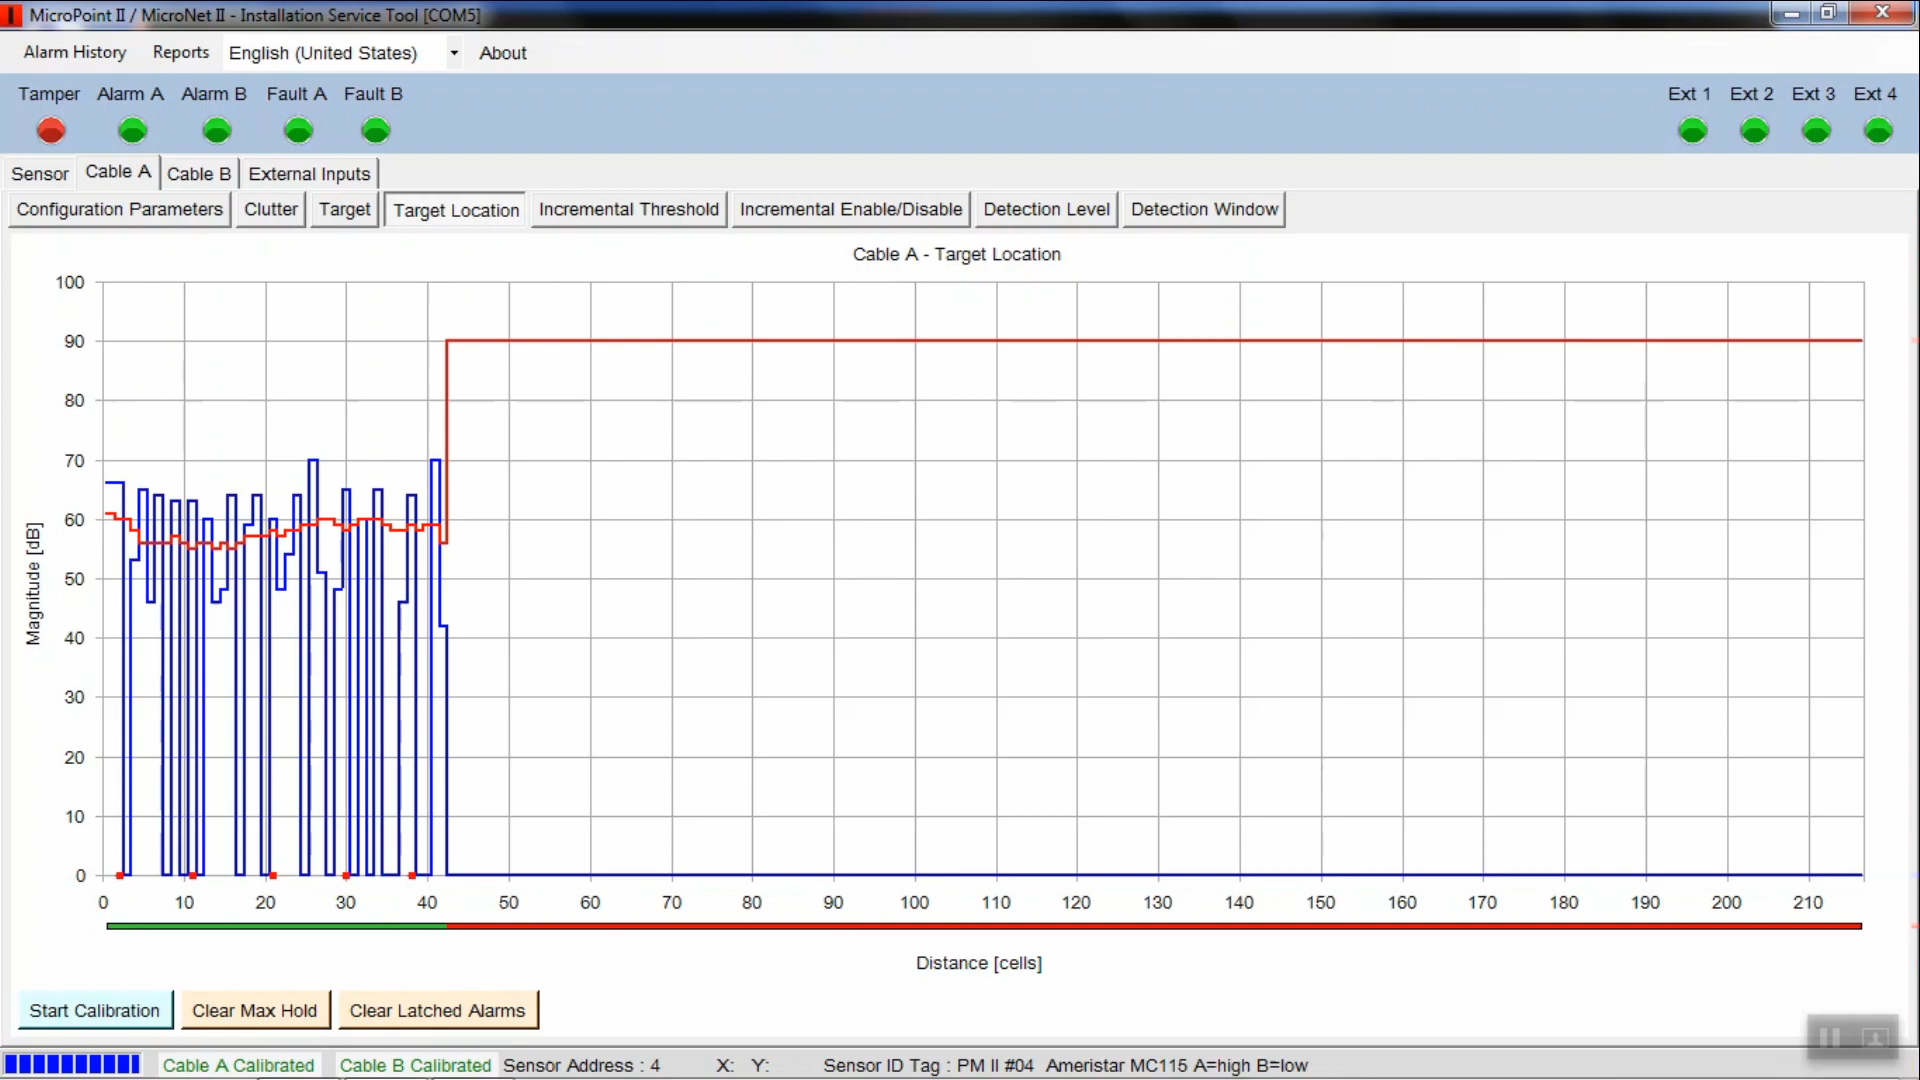 MicroPoint II / MicroNet II - Installation Service Tool [COM5]
Alarm History Reports English (United States) About
Tamper Alarm A Alarm B Fault A Fault B Ext 1 Ext 2 Ext 3 Ext 4
Sensor Cable A Cable B External Inputs
Configuration Parameters Clutter Target Target Location Incremental Threshold Incremental Enable/Disable Detection Level Detection Window
Cable A - Target Location
100
90
80
70
60
50
40
30
20
10
0
Magnitude [dB]
0 10 20 30 40 50 60 70 80 90 100 110 120 130 140 150 160 170 180 190 200 210
Distance [cells]
Start Calibration Clear Max Hold Clear Latched Alarms
Cable A Calibrated Cable B Calibrated Sensor Address : 4 X: Y: Sensor ID Tag : PM II #04 Ameristar MC115 A=high B=low